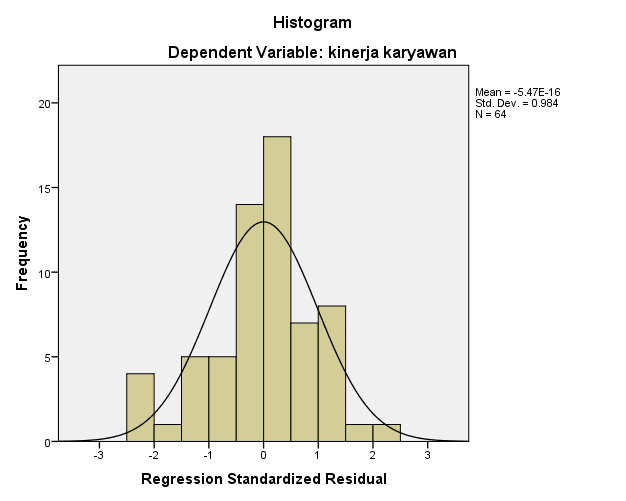 Histogram
Dependent Variable: kinerja karyawan
Mean = -5.47E-16
Std. Dev. = 0.984
N = 64
Frequency
20
15
10
5
0
-3 -2 -1 0 1 2 3
Regression Standardized Residual